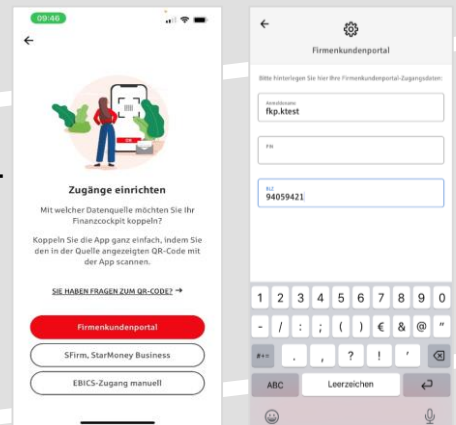 09:46
Zugänge einrichten
Mit welcher Datenquelle möchten Sie Ihr
Finanzcockpit koppeln?
Koppeln Sie die App ganz einfach, indem Sie
den in der Quelle angezeigten QR-Code mit
der App scannen.
SIE HABEN FRAGEN ZUM QR-CODE? →
Firmenkundenportal
SFirm, StarMoney Business
EBICS-Zugang manuell
Firmenkundenportal
Bitte hinterlegen Sie hier Ihre Firmenkundenportal-Zugangsdaten:
Anmeldename
fkp.ktest
PIN
BLZ
94059421
1 2 3 4 5 6 7 8 9 0
- / : ; ( ) € & @ "
#+= . , ? ! '
ABC Leerzeichen